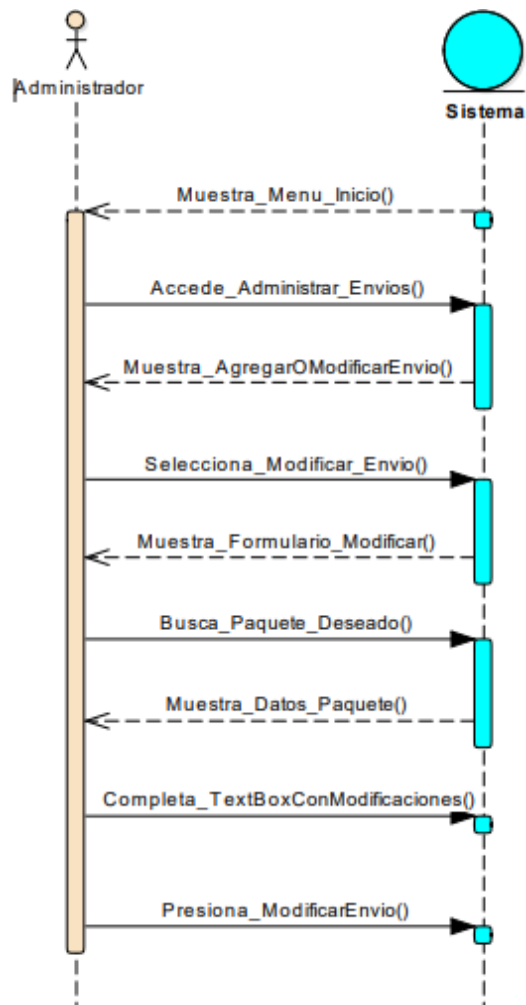 Administrador
Sistema
Muestra_Menu_Inicio()
Accede_Administrar_Envios()
Muestra_AgregarOModificarEnvio()
Selecciona_Modificar_Envio()
Muestra_Formulario_Modificar()
Busca_Paquete_Deseado()
Muestra_Datos_Paquete()
Completa_TextBoxConModificaciones()
Presiona_ModificarEnvio()